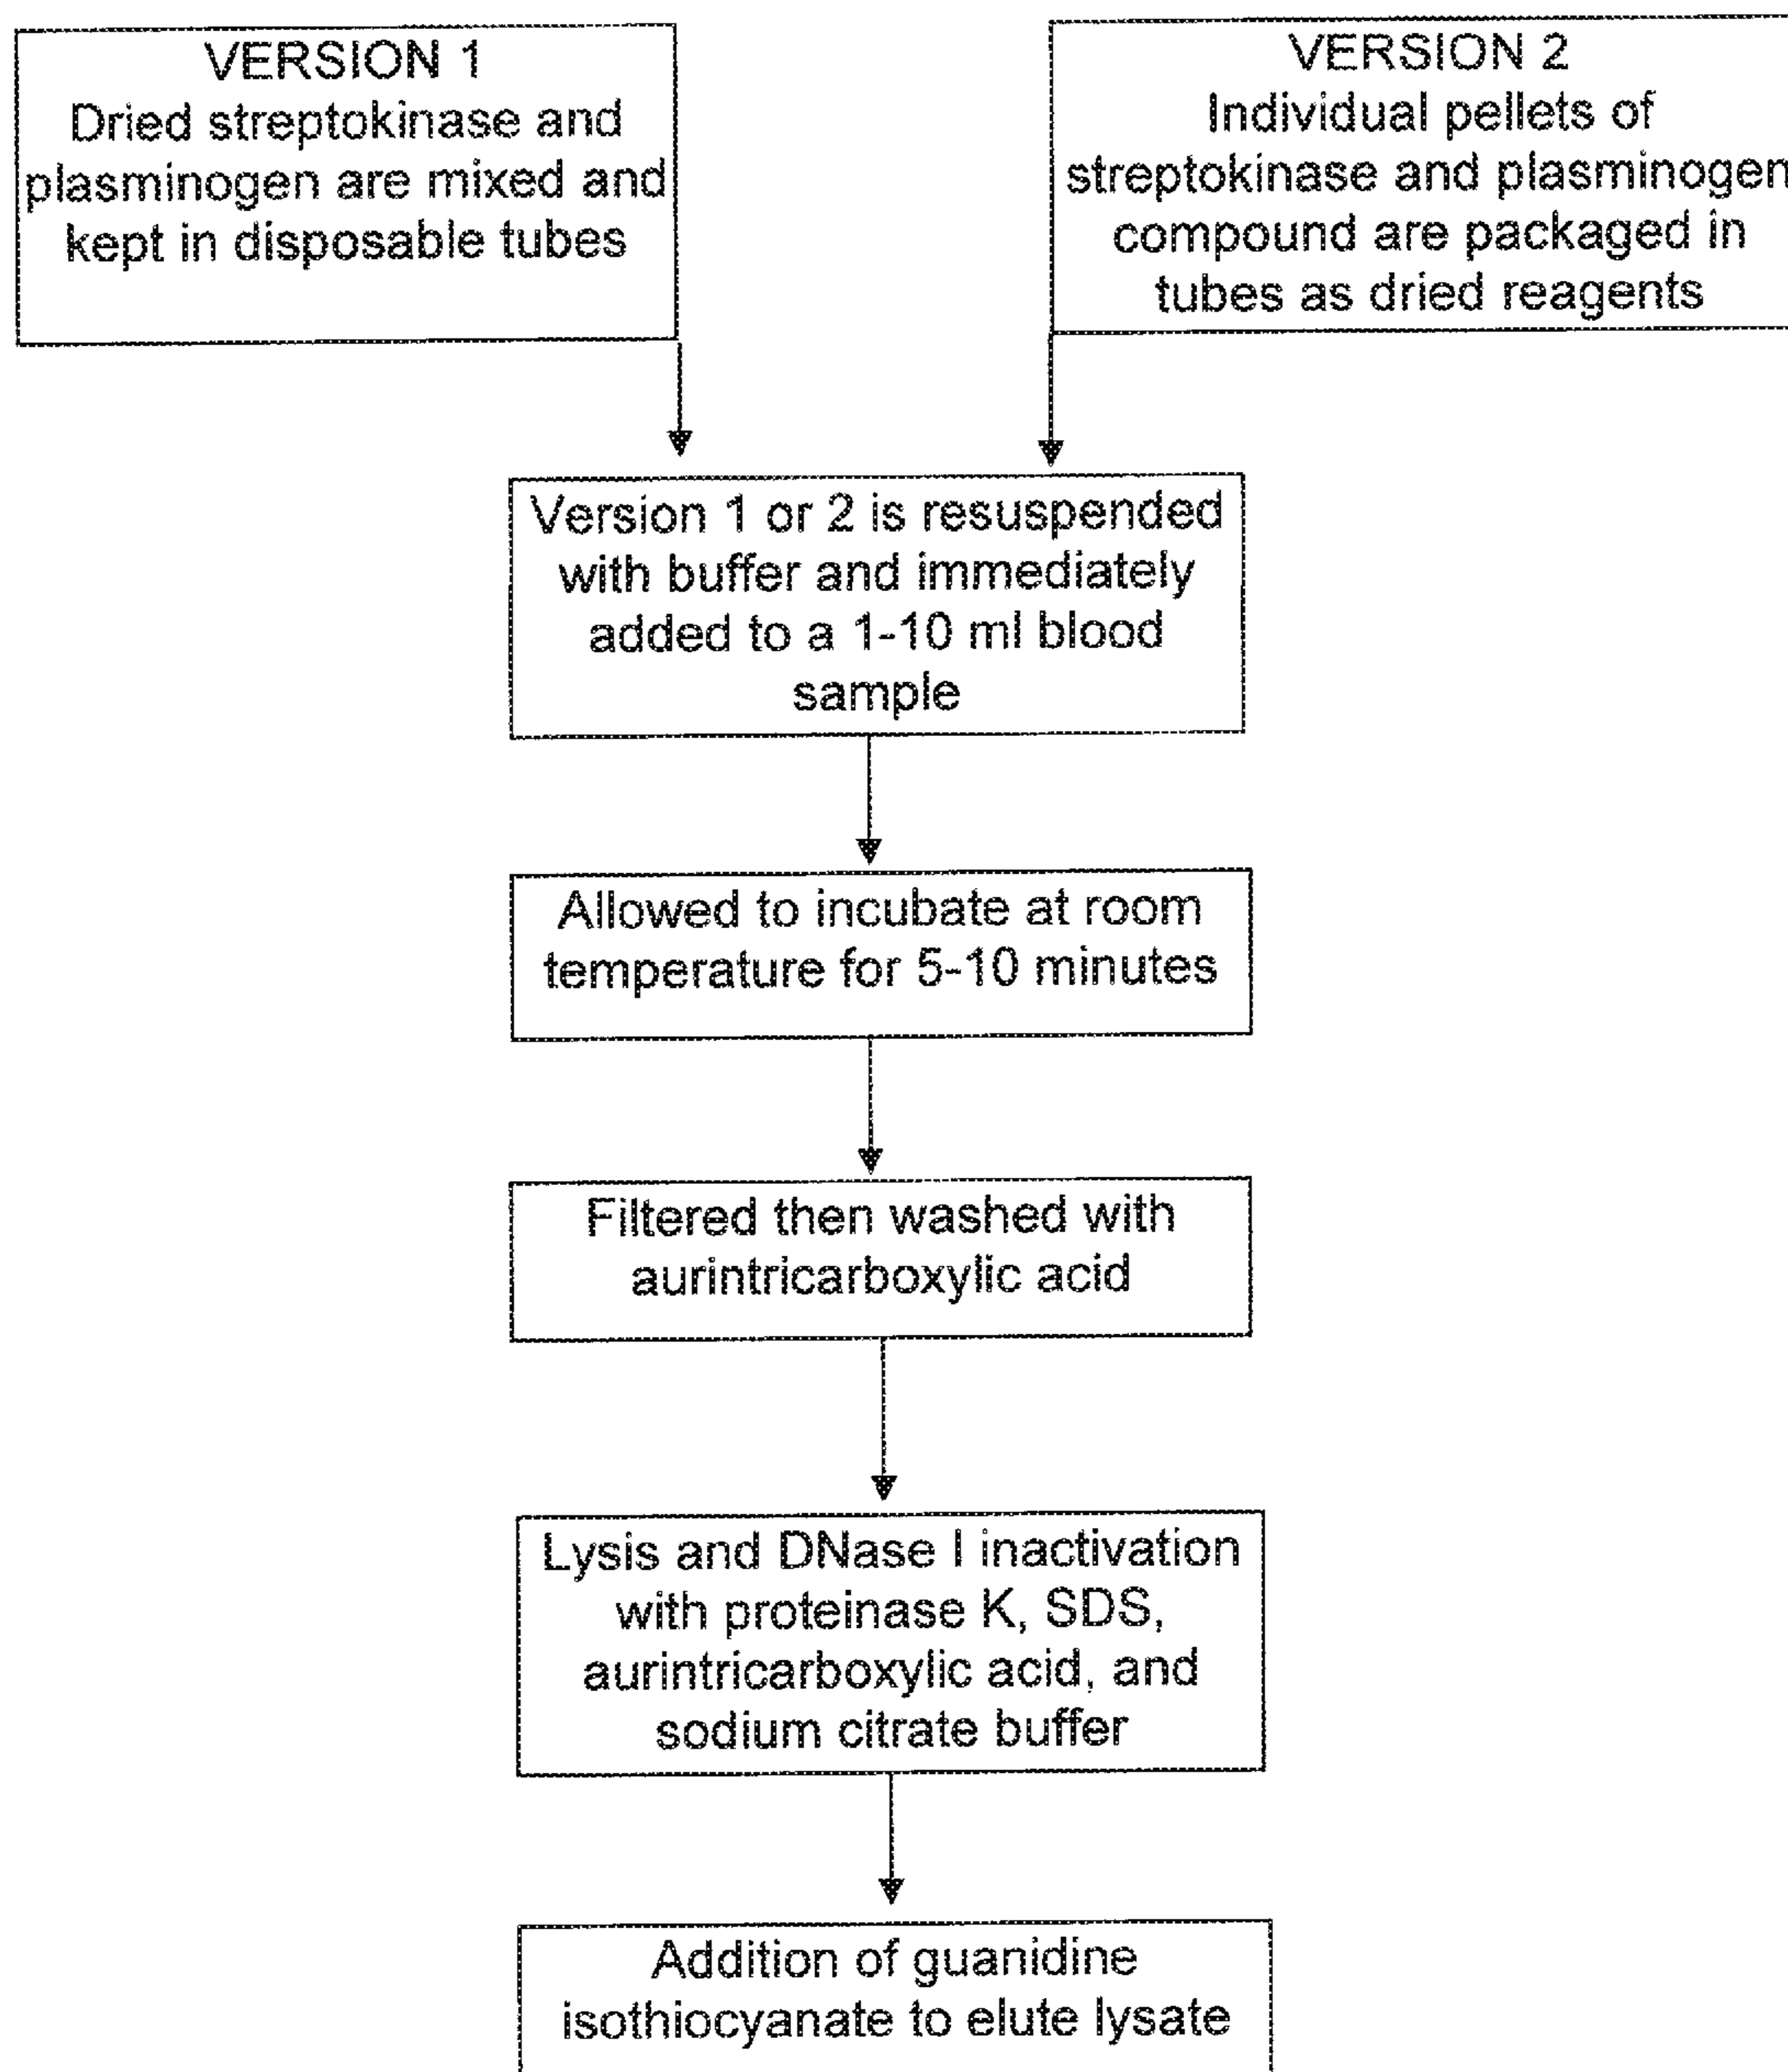 VERSION 1
Dried streptokinase and
plasminogen are mixed and
kept in disposable tubes
VERSION 2
Individual pellets of
streptokinase and plasminogen
compound are packaged in
tubes as dried reagents
Version 1 or 2 is resuspended
with buffer and immediately
added to a 1-10 ml blood
sample
Allowed to incubate at room
temperature for 5-10 minutes
Filtered then washed with
aurintricarboxylic acid
Lysis and DNase I inactivation
with proteinase K, SDS,
aurintricarboxylic acid, and
sodium citrate buffer
Addition of guanidine
isothiocyanate to elute lysate